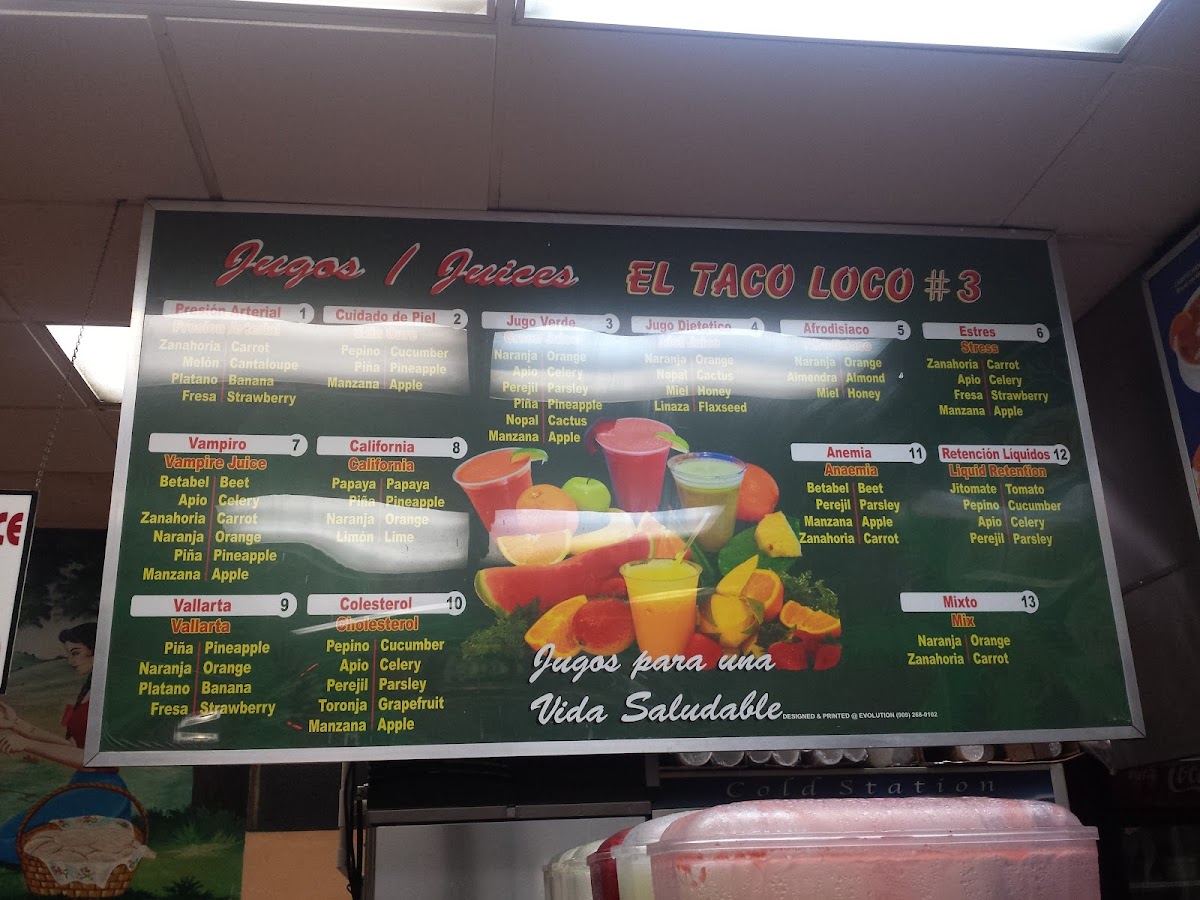 Jugos / Juices EL TACO LOCO # 3
Presión Arterial 1
Zanahoria Carrot
Melón Cantaloupe
Platano Banana
Fresa Strawberry
Cuidado de Piel 2
Pepino Cucumber
Piña Pineapple
Manzana Apple
Jugo Verde 3
Naranja Orange
Apio Celery
Perejil Parsley
Piña Pineapple
Nopal Cactus
Manzana Apple
Jugo Dietetico 4
Naranja Orange
Nopal Cactus
Miel Honey
Linaza Flaxseed
Afrodisiaco 5
Naranja Orange
Almendra Almond
Miel Honey
Estres 6
Stress
Zanahoria Carrot
Apio Celery
Fresa Strawberry
Manzana Apple
Vampiro 7
Vampire Juice
Betabel Beet
Apio Celery
Zanahoria Carrot
Naranja Orange
Piña Pineapple
Manzana Apple
California 8
California
Papaya Papaya
Piña Pineapple
Naranja Orange
Limón Lime
Anemia 11
Anaemia
Betabel Beet
Perejil Parsley
Manzana Apple
Zanahoria Carrot
Retención Líquidos 12
Liquid Retention
Jitomate Tomato
Pepino Cucumber
Apio Celery
Perejil Parsley
Vallarta 9
Vallarta
Piña Pineapple
Naranja Orange
Platano Banana
Fresa Strawberry
Colesterol 10
Cholesterol
Pepino Cucumber
Apio Celery
Perejil Parsley
Toronja Grapefruit
Manzana Apple
Mixto 13
Mix
Naranja Orange
Zanahoria Carrot
Jugos para una
Vida Saludable
DESIGNED & PRINTED @ EVOLUTION (909) 268-9102
Cold Station